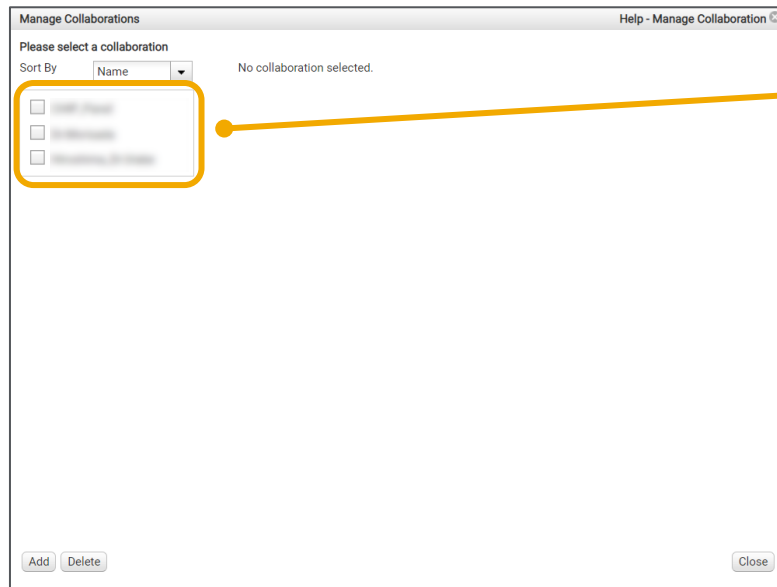 Manage Collaborations
Help - Manage Collaboration
Please select a collaboration
Sort By
Name
No collaboration selected.
Add
Delete
Close